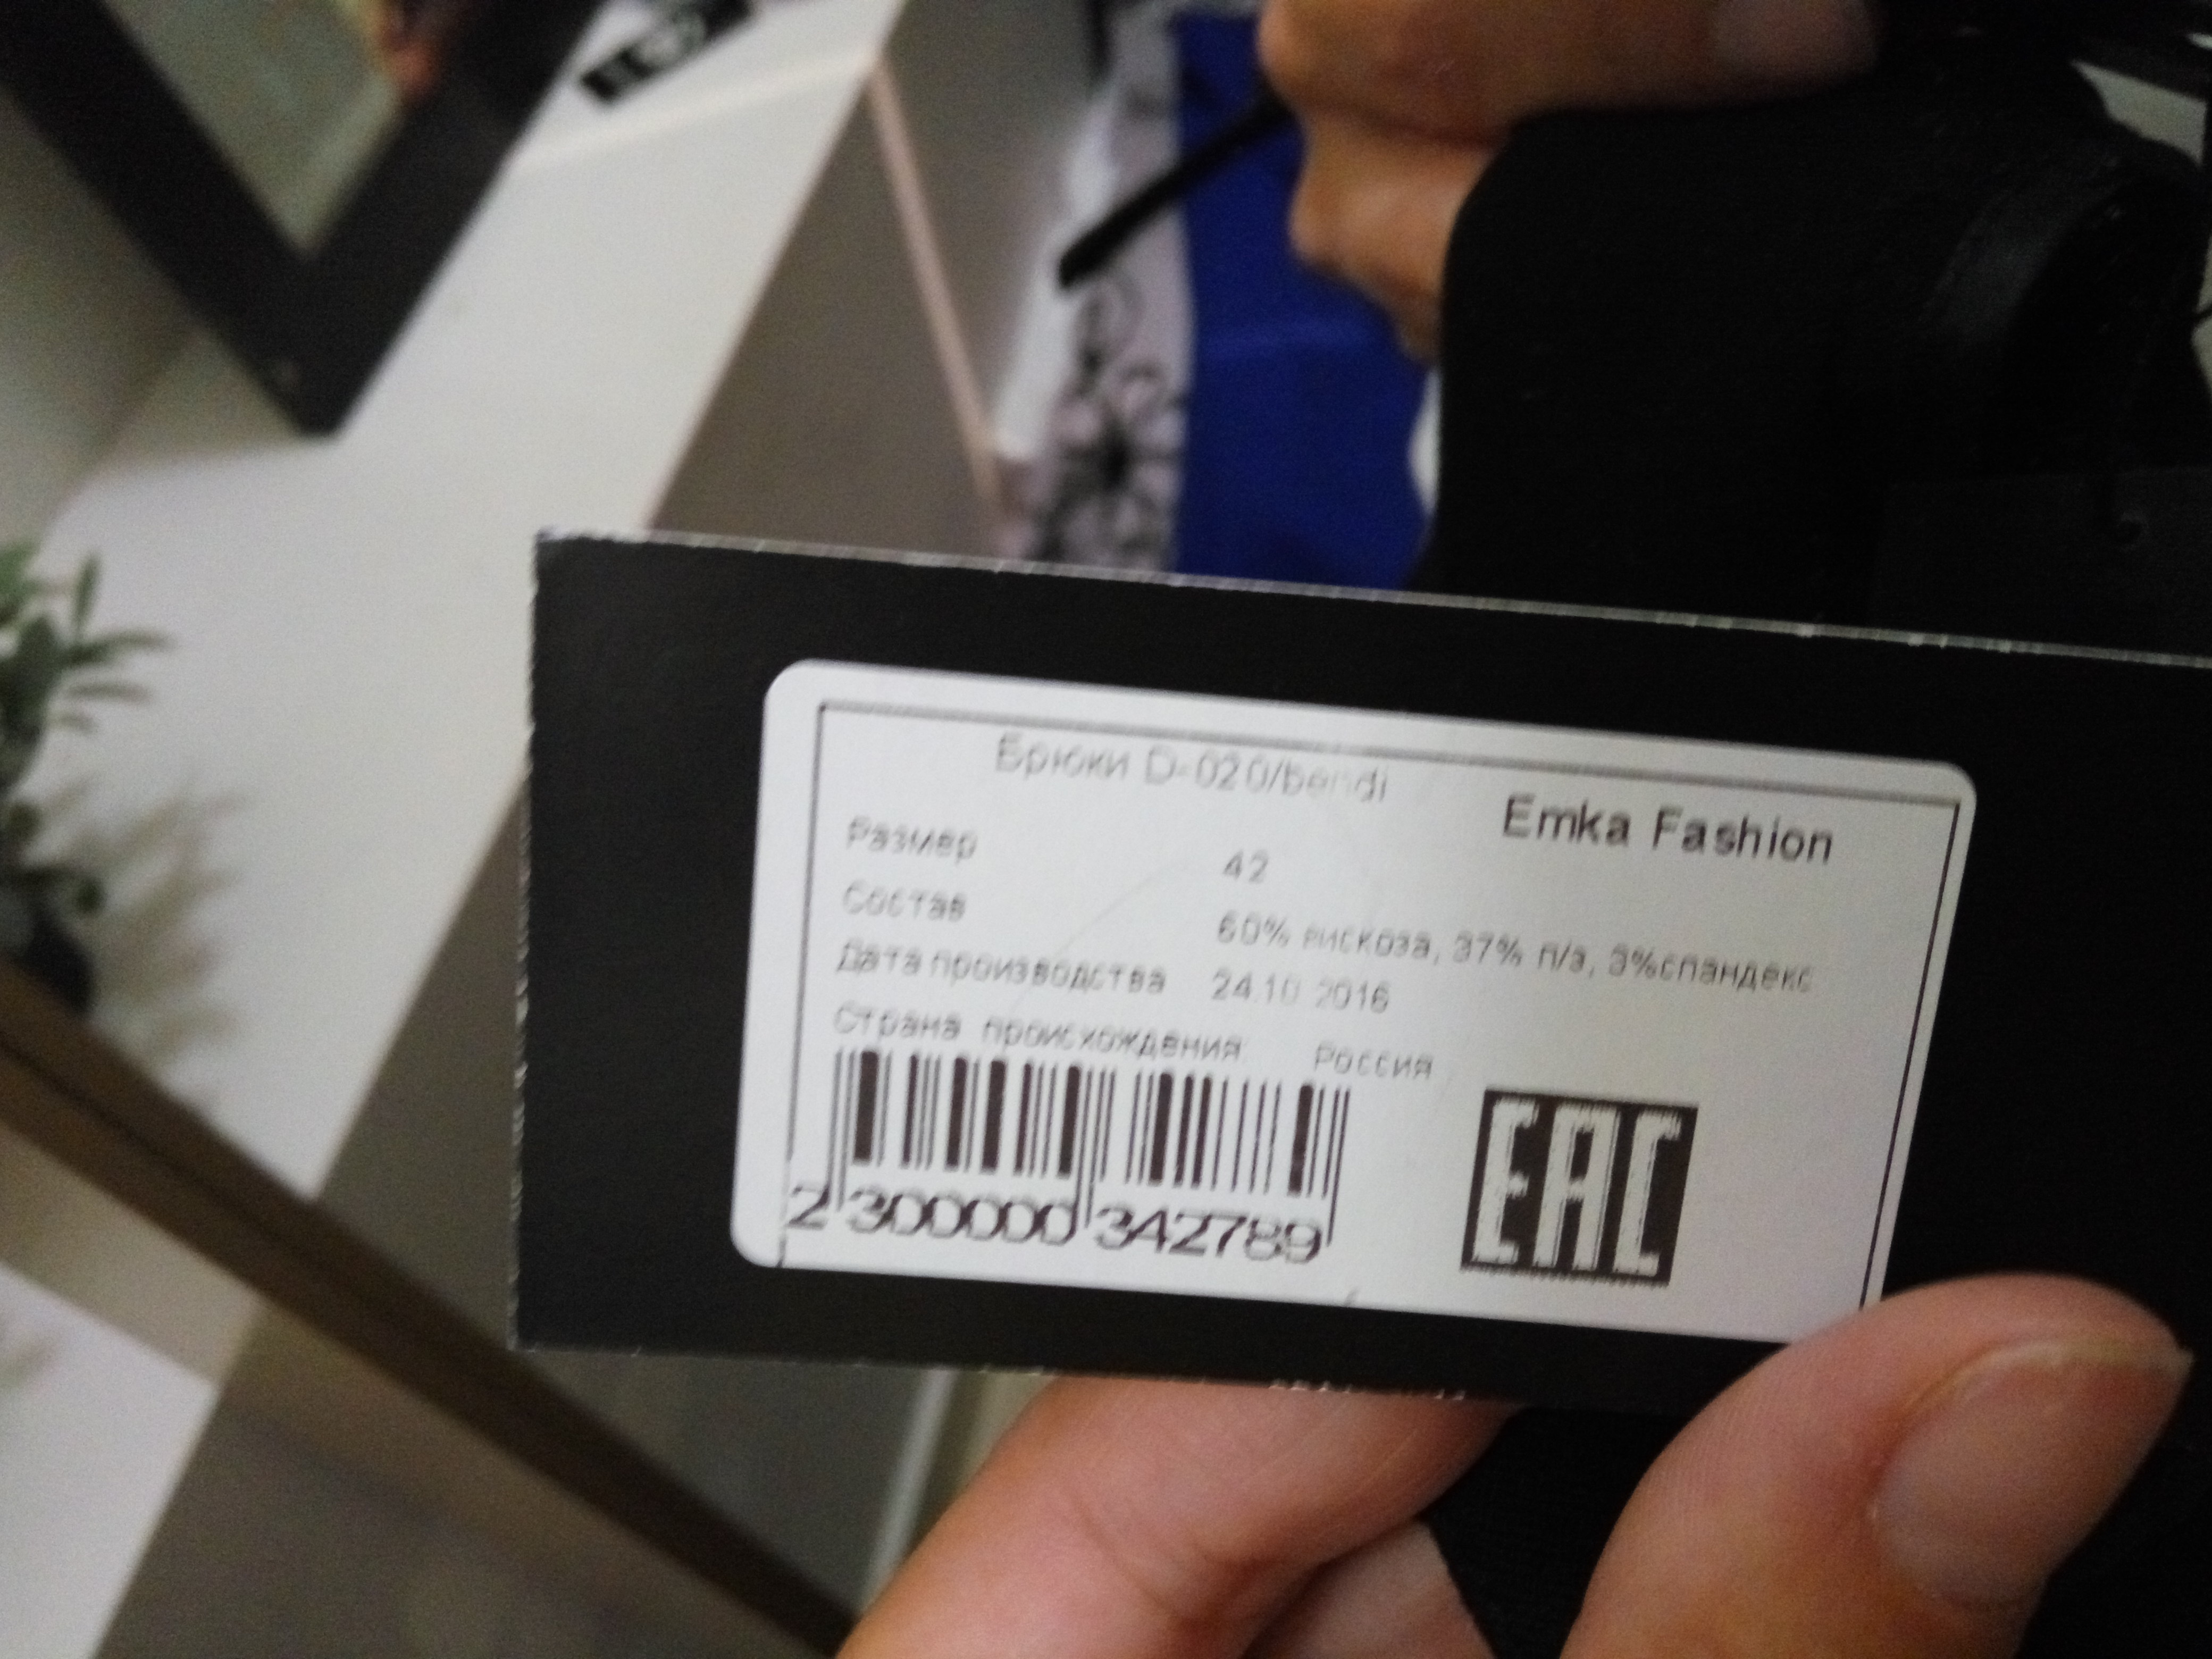 Брюки D-020/bendi
Emka Fashion
Размер 42
Состав 60% вискоза, 37% п/э, 3%спандекс
Дата производства 24.10 2016
Страна происхождения: Россия
2 300000 342789
EAC